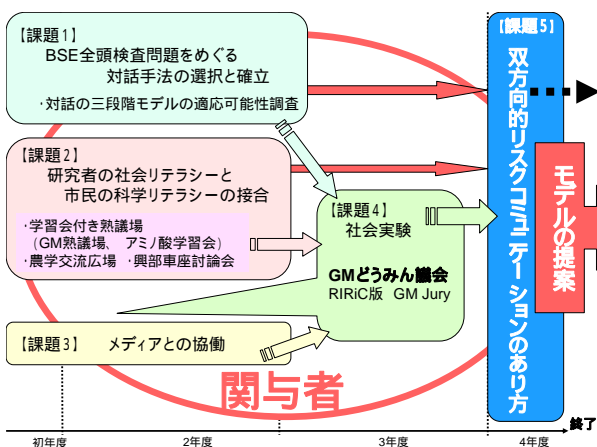 【課題1】
BSE全頭検査問題をめぐる
対話手法の選択と確立
・対話の三段階モデルの適応可能性調査
【課題2】
研究者の社会リテラシーと
市民の科学リテラシーの接合
・学習会付き熟議場
（GM熟議場、 アミノ酸学習会）
・農学交流広場 ・興部車座討論会
【課題3】 メディアとの協働
【課題4】
社会実験
GMどうみん議会
RIRiC版 GM Jury
【課題5】
双方向的リスクコミュニケーションのあり方
モデルの提案
関与者
初年度
2年度
3年度
4年度
終了